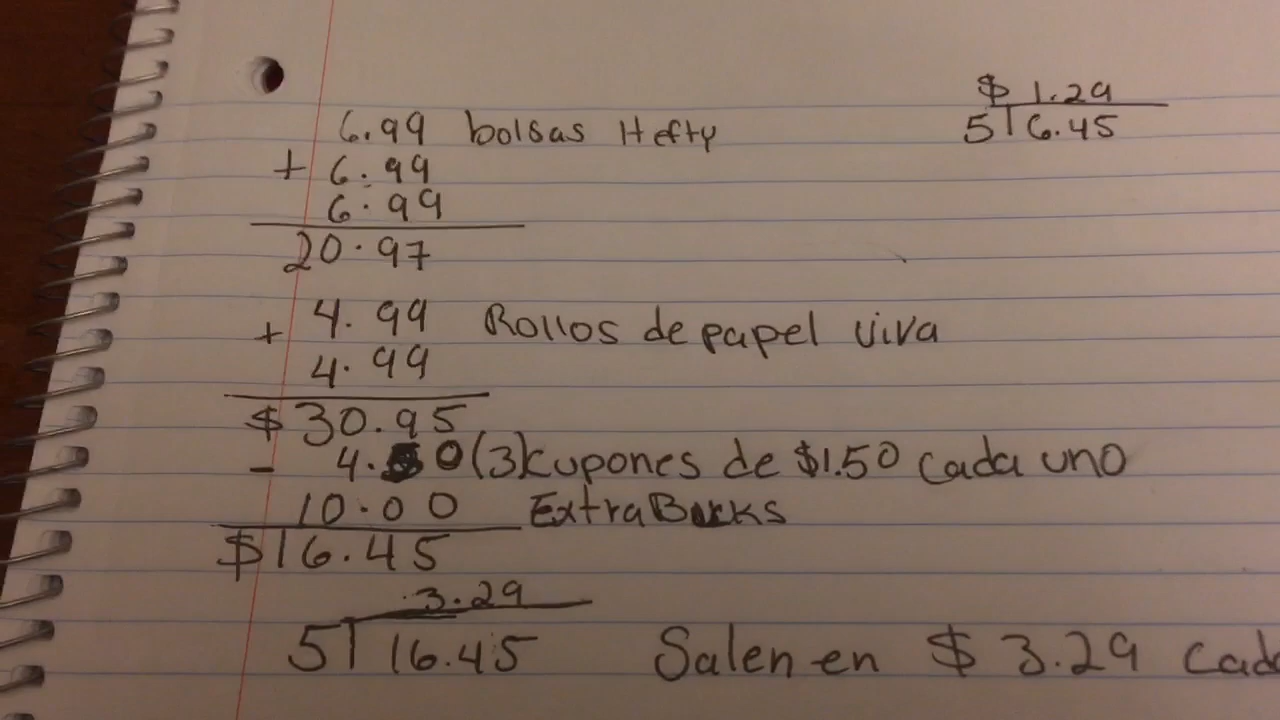 6.99 bolsas Hefty
+ 6.99
6.99
20.97
+ 4.99 Rollos de papel viva
4.99
$30.95
- 4.50 (3) cupones de $1.50 cada uno
10.00 ExtraBucks
$16.45
3.29
5 16.45 Salen en $3.29 cad
$ 1.29
5 6.45